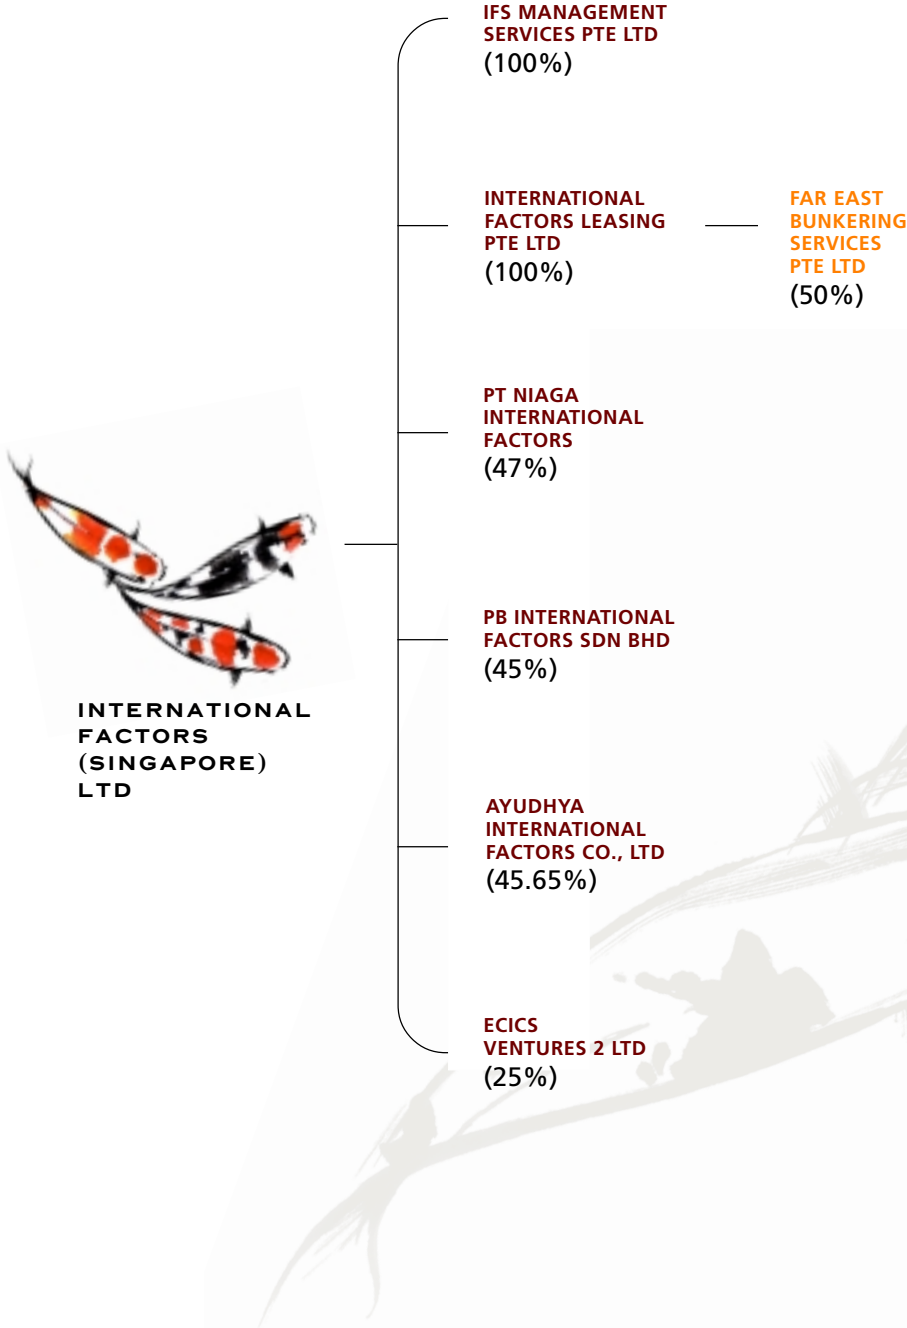 IFS MANAGEMENT
SERVICES PTE LTD
(100%)
INTERNATIONAL
FACTORS LEASING
PTE LTD
(100%)
FAR EAST
BUNKERING
SERVICES
PTE LTD
(50%)
PT NIAGA
INTERNATIONAL
FACTORS
(47%)
INTERNATIONAL
FACTORS
(SINGAPORE)
LTD
PB INTERNATIONAL
FACTORS SDN BHD
(45%)
AYUDHYA
INTERNATIONAL
FACTORS CO., LTD
(45.65%)
ECICS
VENTURES 2 LTD
(25%)